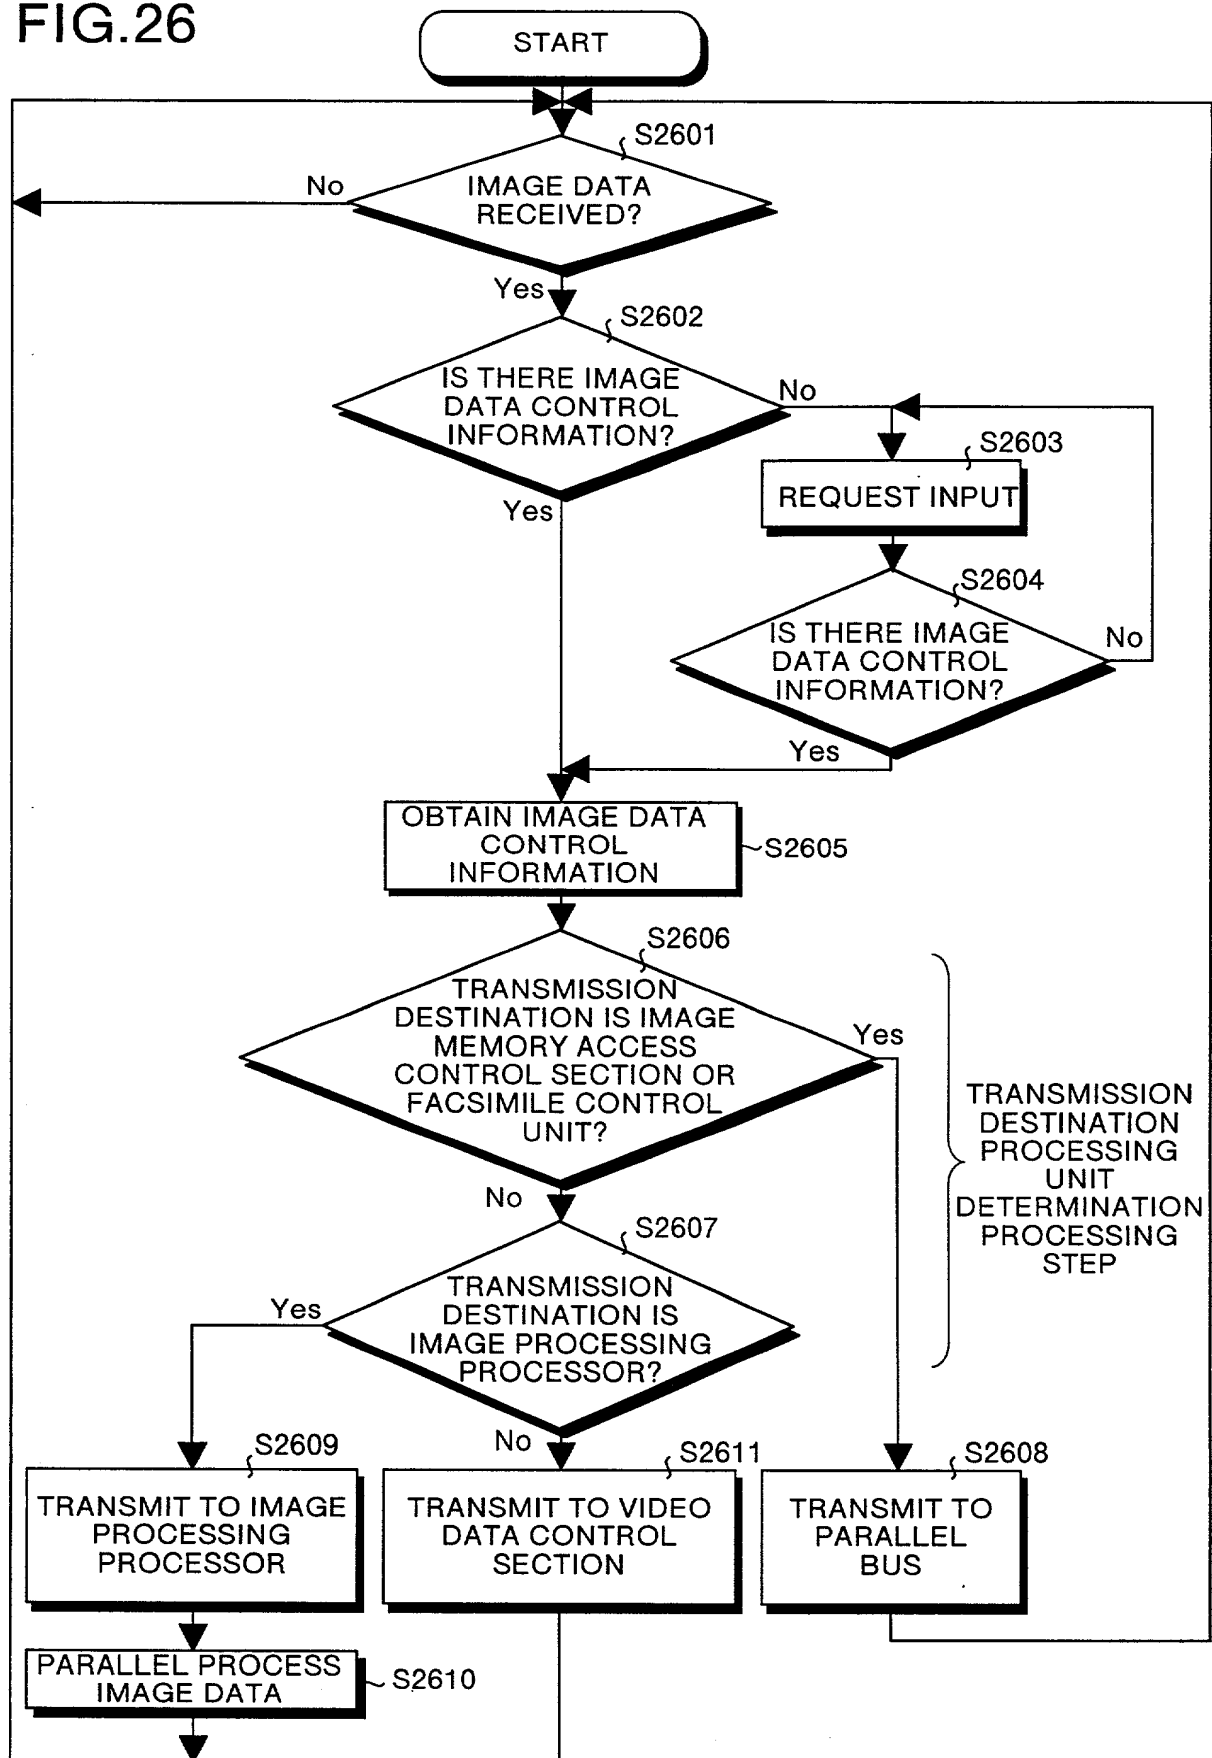 FIG.26
START
S2601
No
IMAGE DATA
RECEIVED?
Yes
S2602
IS THERE IMAGE
DATA CONTROL
INFORMATION?
No
S2603
Yes
REQUEST INPUT
S2604
IS THERE IMAGE
DATA CONTROL
INFORMATION?
No
Yes
OBTAIN IMAGE DATA
CONTROL
INFORMATION
S2605
S2606
TRANSMISSION
DESTINATION IS IMAGE
MEMORY ACCESS
CONTROL SECTION OR
FACSIMILE CONTROL
UNIT?
Yes
TRANSMISSION
DESTINATION
PROCESSING
UNIT
DETERMINATION
PROCESSING
STEP
No
S2607
TRANSMISSION
DESTINATION IS
IMAGE PROCESSING
PROCESSOR?
Yes
No
S2609
TRANSMIT TO IMAGE
PROCESSING
PROCESSOR
S2611
TRANSMIT TO VIDEO
DATA CONTROL
SECTION
S2608
TRANSMIT TO
PARALLEL
BUS
PARALLEL PROCESS
IMAGE DATA
S2610